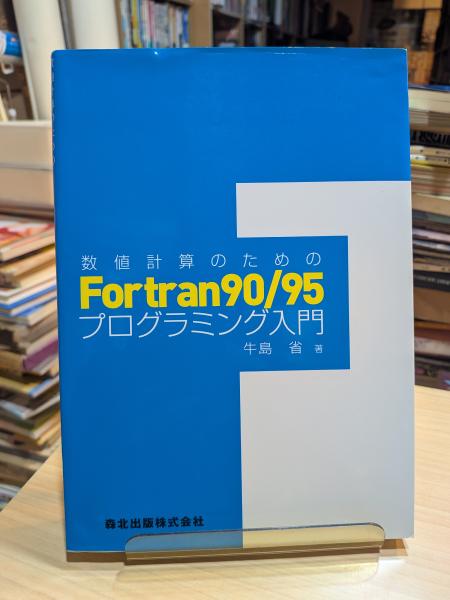 数値計算のための
Fortran90/95
プログラミング入門
牛島 省 著
森北出版株式会社